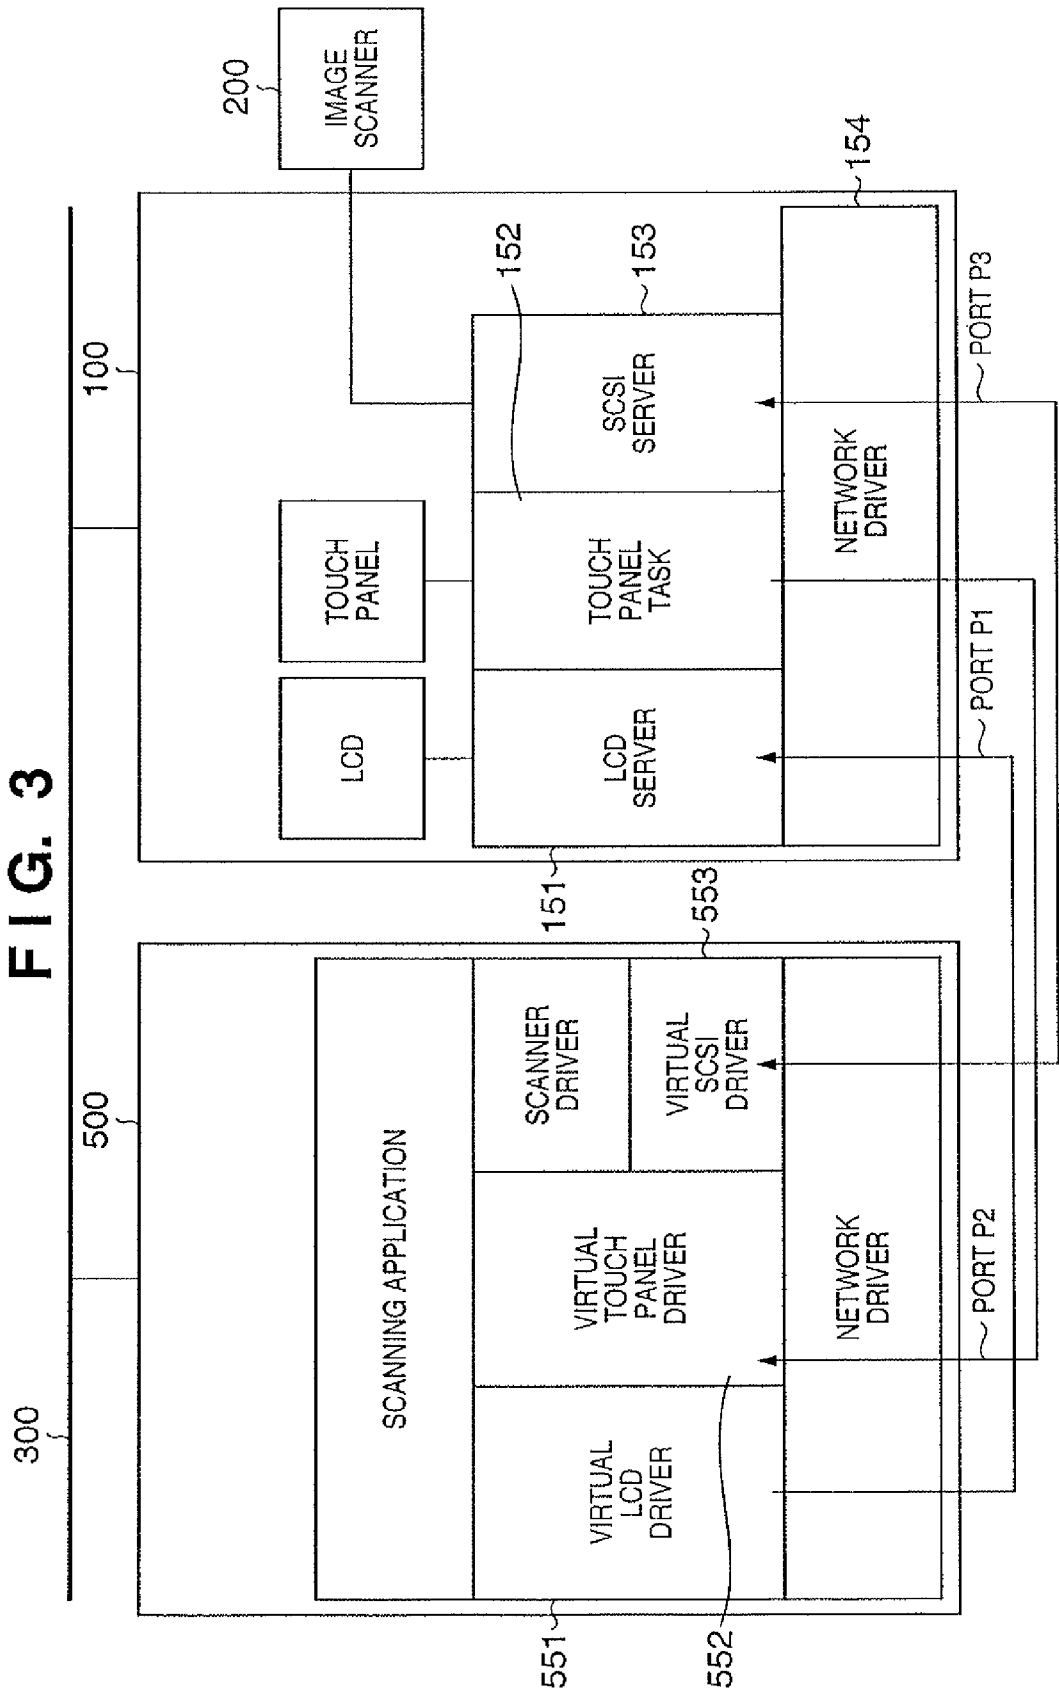 FIG. 3
300
500
100
200
IMAGE
SCANNER
SCANNING APPLICATION
LCD
TOUCH
PANEL
152
551
VIRTUAL
LCD
DRIVER
VIRTUAL
TOUCH
PANEL
DRIVER
SCANNER
DRIVER
VIRTUAL
SCSI
DRIVER
151
LCD
SERVER
TOUCH
PANEL
TASK
SCSI
SERVER
153
552
553
NETWORK
DRIVER
NETWORK
DRIVER
154
PORT P2
PORT P1
PORT P3